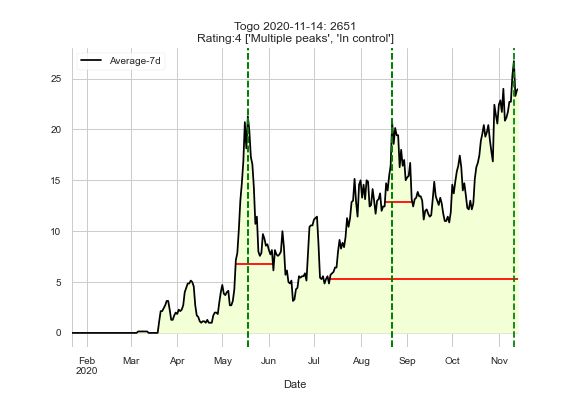 Togo 2020-11-14: 2651
Rating:4 ['Multiple peaks', 'In control']
Average-7d
25
20
15
10
5
0
Feb Mar Apr May Jun Jul Aug Sep Oct Nov
2020
Date